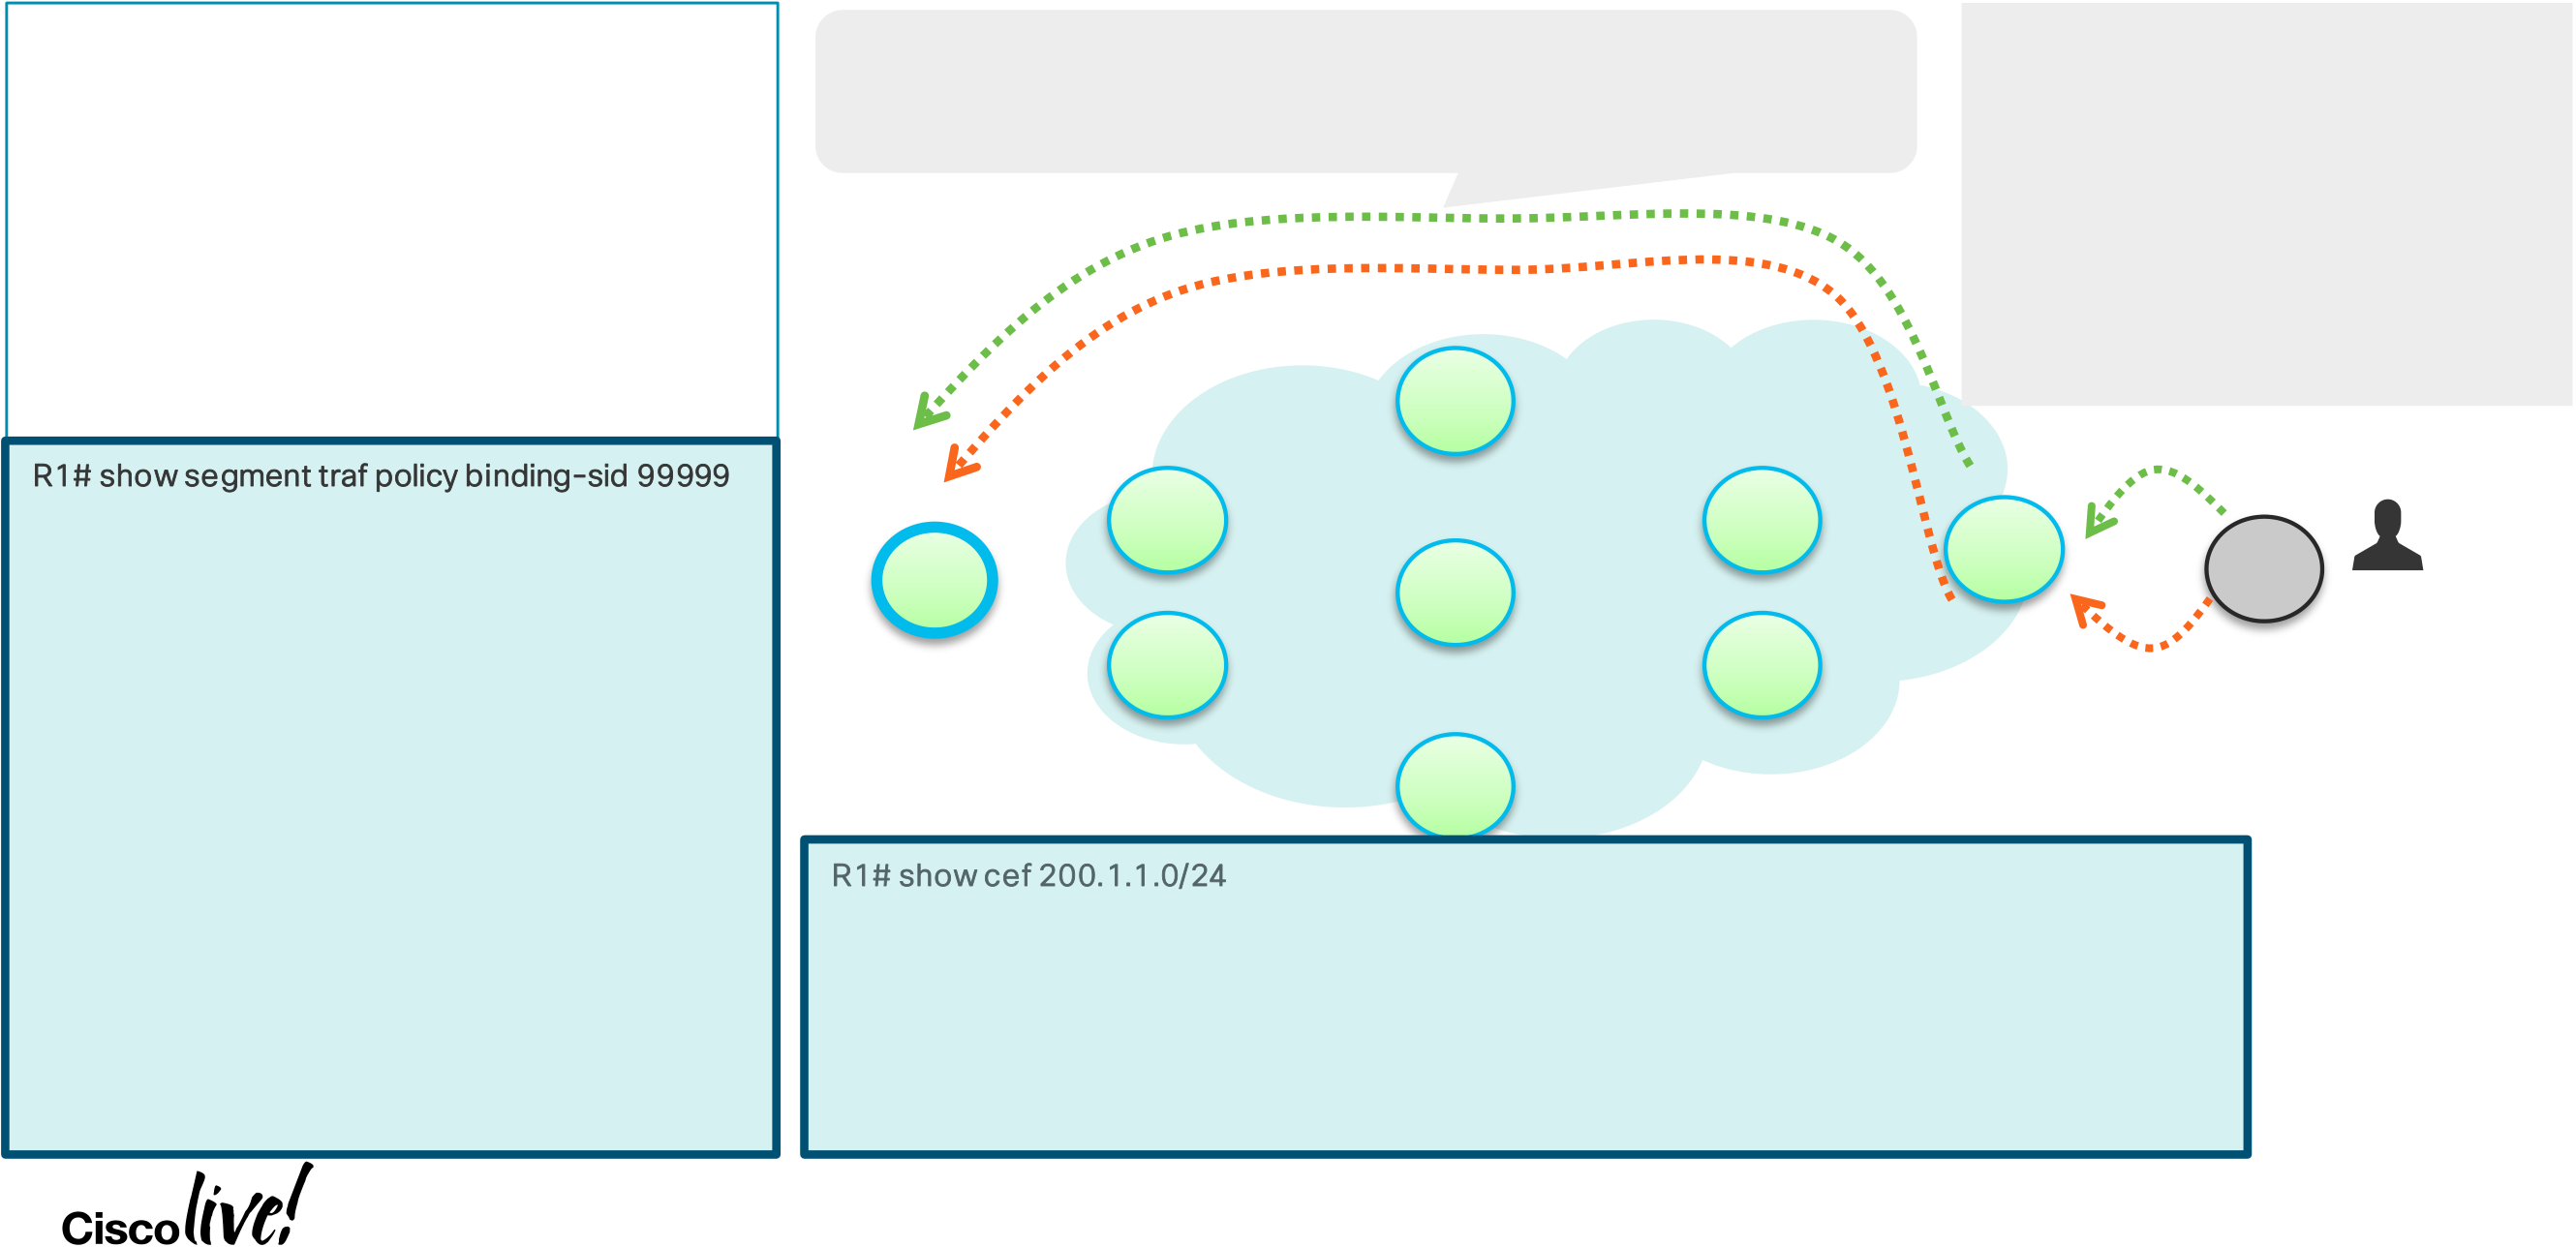 R1# show segment traf policy binding-sid 99999
R1# show cef 200.1.1.0/24
Cisco live!